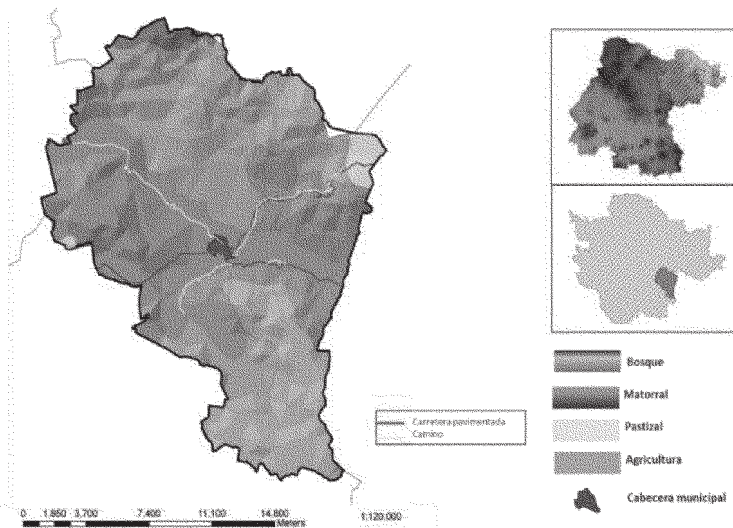 Bosque
Matorral
Pastizal
Agricultura
Cabecera municipal
Carretera pavimentada
Camino
0 1,850 3,700 7,400 11,100 14,800
Meters
1:120,000